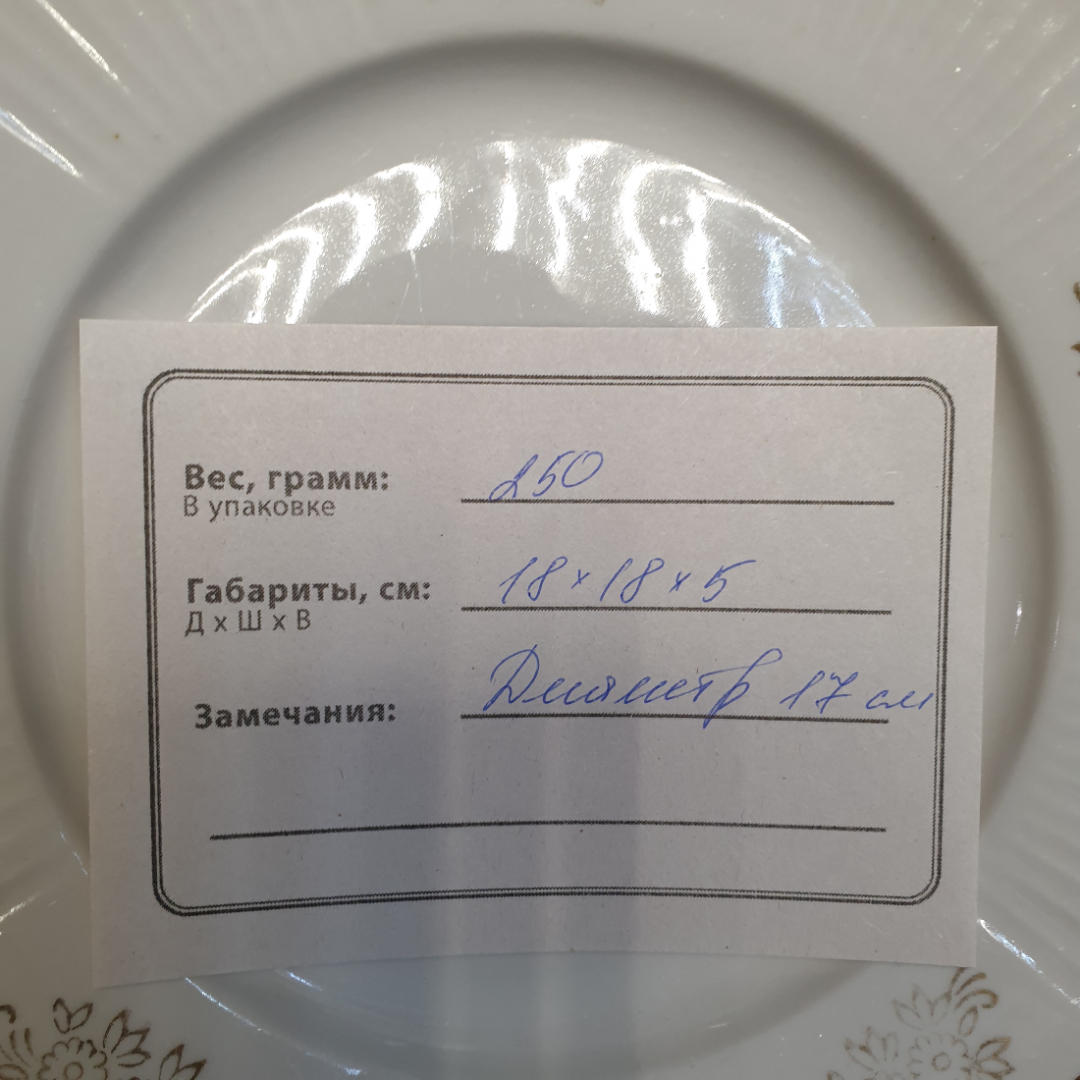 Вес, грамм: 250
В упаковке
Габариты, см: 18 x 18 x 5
Д x Ш x В
Замечания: Диаметр 17 см